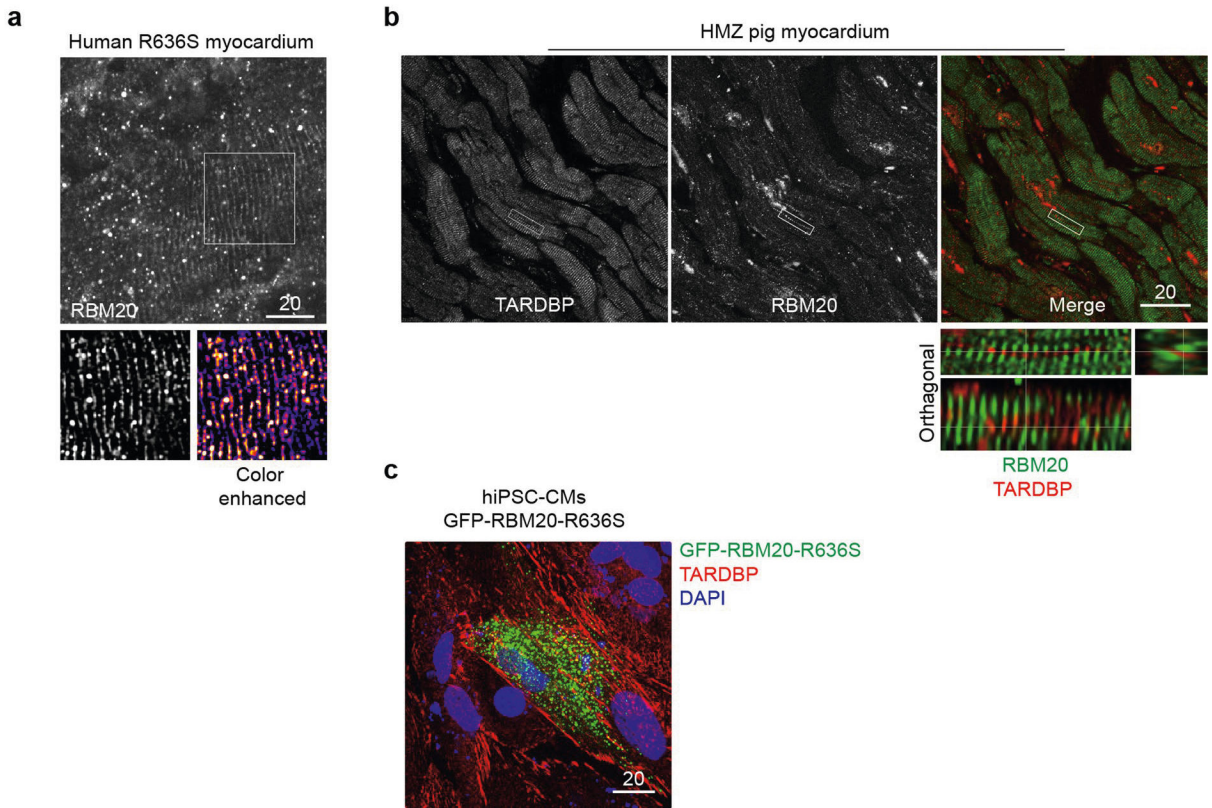 a
Human R636S myocardium
RBM20
20
Color
enhanced
b
HMZ pig myocardium
TARDBP
RBM20
Merge
20
Orthagonal
RBM20
TARDBP
c
hiPSC-CMs
GFP-RBM20-R636S
GFP-RBM20-R636S
TARDBP
DAPI
20